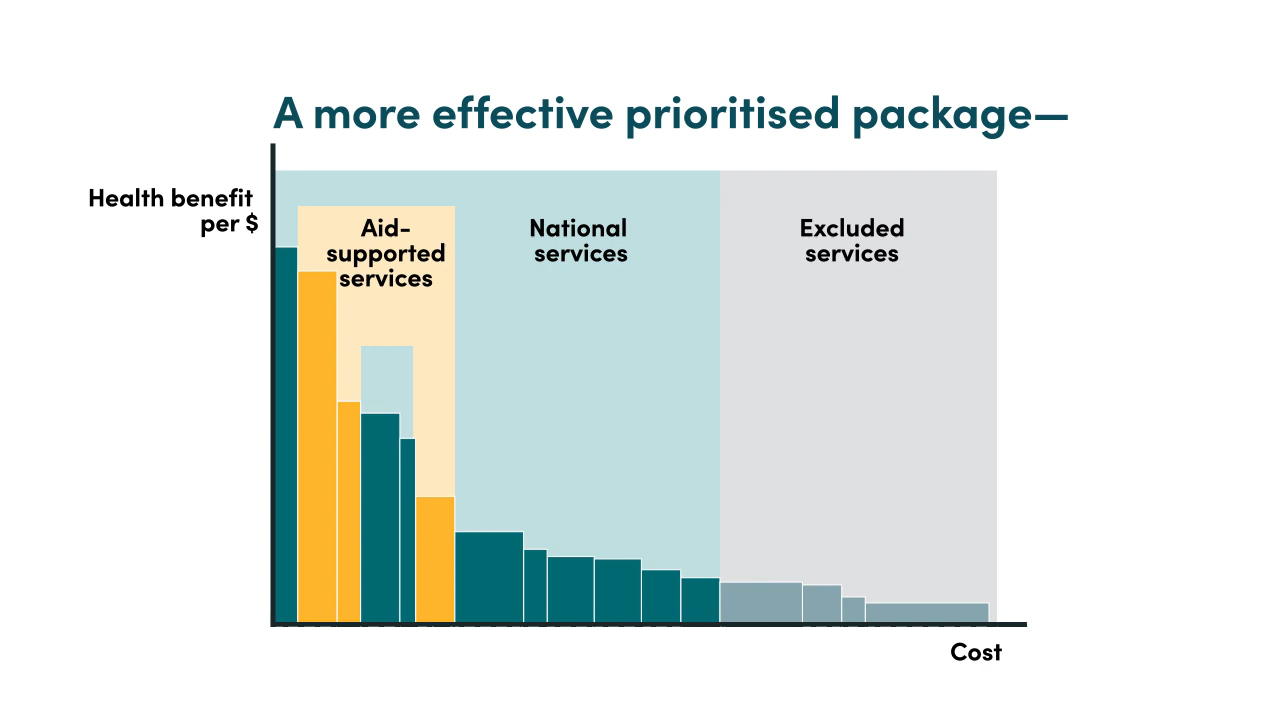 A more effective prioritised package—
Health benefit
per $
Aid-
supported
services
National
services
Excluded
services
Cost